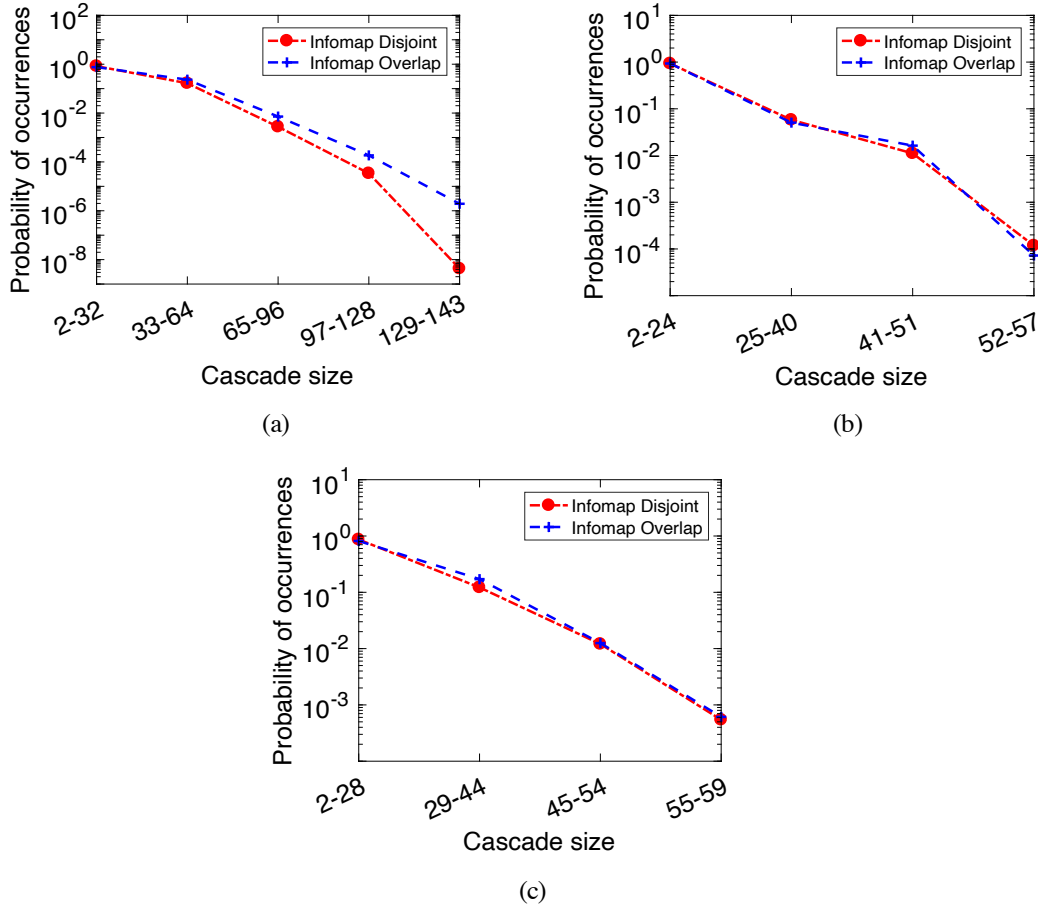 10^2
10^0
10^-2
10^-4
10^-6
10^-8
Probability of occurrences
Infomap Disjoint
Infomap Overlap
2-32
33-64
65-96
97-128
129-143
Cascade size
(a)
10^1
10^0
10^-1
10^-2
10^-3
10^-4
Probability of occurrences
Infomap Disjoint
Infomap Overlap
2-24
25-40
41-51
52-57
Cascade size
(b)
10^1
10^0
10^-1
10^-2
10^-3
Probability of occurrences
Infomap Disjoint
Infomap Overlap
2-28
29-44
45-54
55-59
Cascade size
(c)